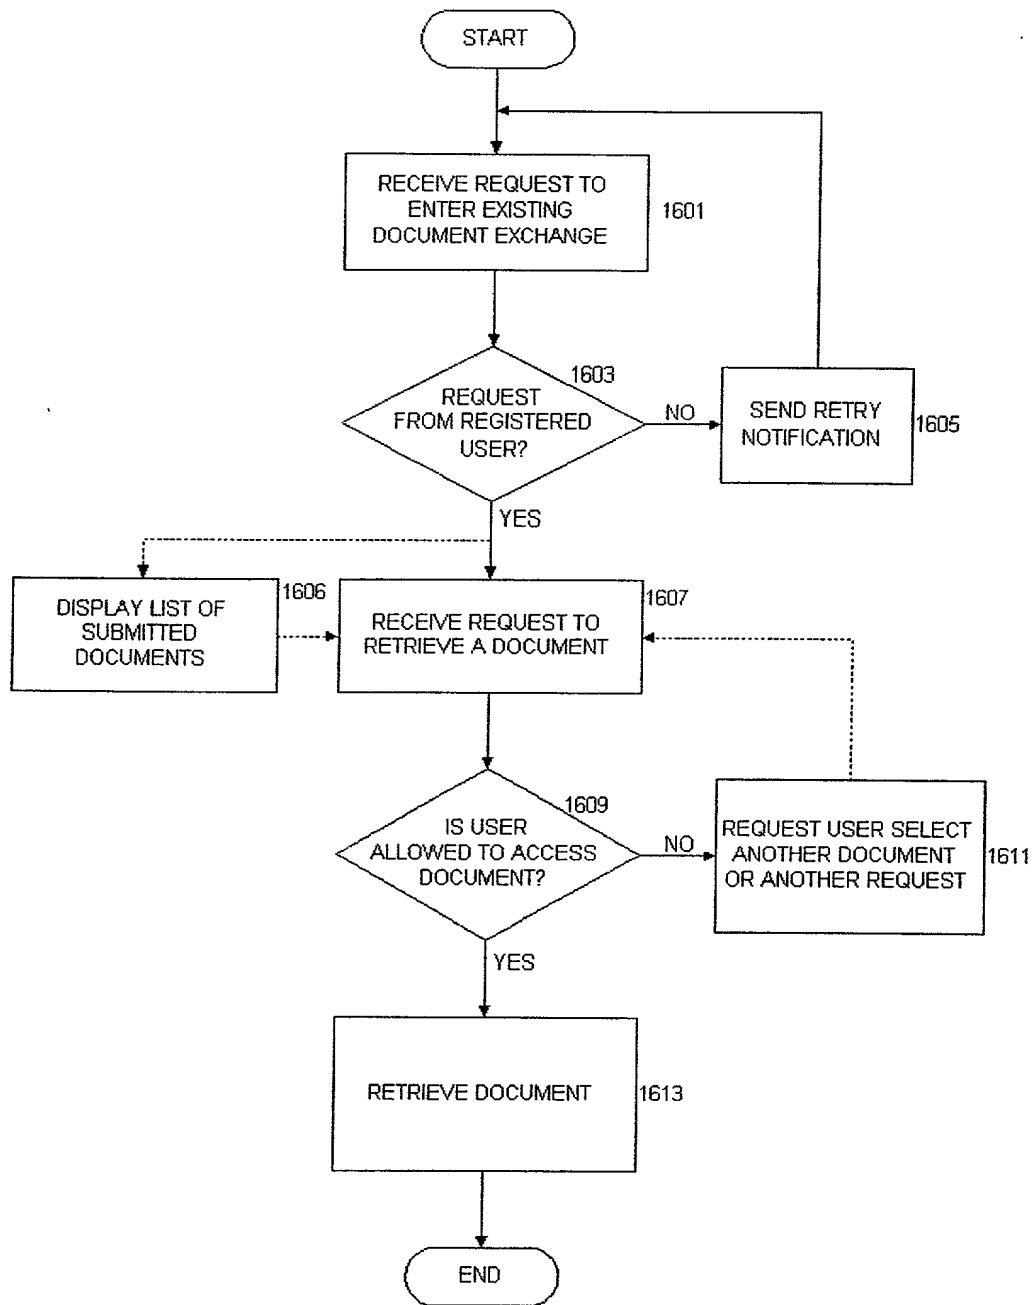 START
RECEIVE REQUEST TO
ENTER EXISTING
DOCUMENT EXCHANGE
1601
1603
REQUEST
FROM REGISTERED
USER?
NO
SEND RETRY
NOTIFICATION
1605
YES
DISPLAY LIST OF
SUBMITTED
DOCUMENTS
1606
RECEIVE REQUEST TO
RETRIEVE A DOCUMENT
1607
1609
IS USER
ALLOWED TO ACCESS
DOCUMENT?
NO
REQUEST USER SELECT
ANOTHER DOCUMENT
OR ANOTHER REQUEST
1611
YES
RETRIEVE DOCUMENT
1613
END